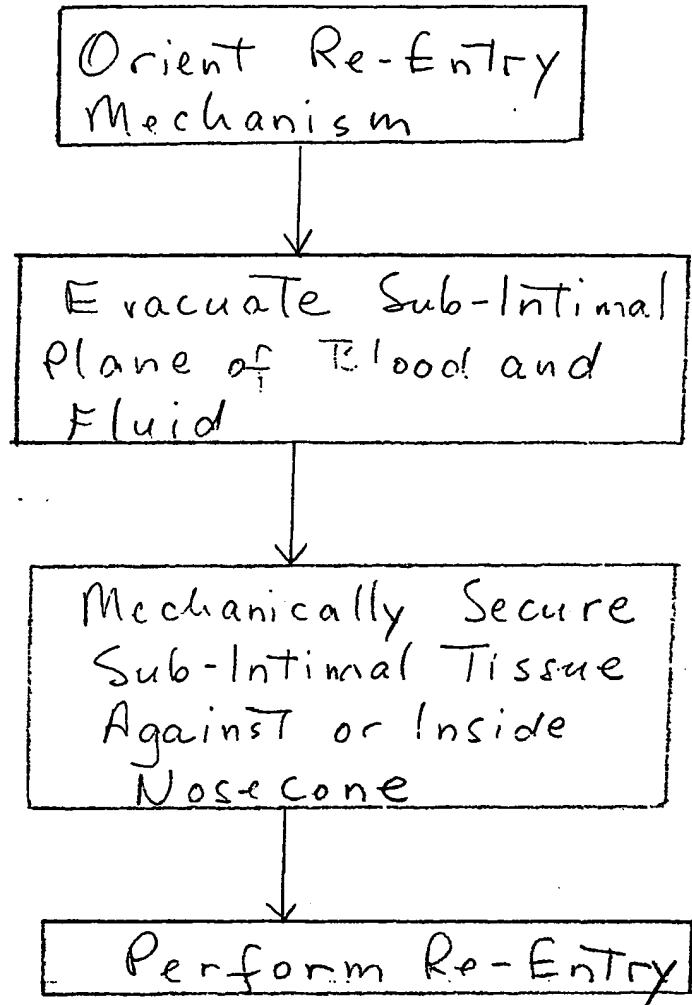 Orient Re-Entry
Mechanism
Evacuate Sub-Intimal
Plane of Blood and
Fluid
Mechanically Secure
Sub-Intimal Tissue
Against or Inside
Nosecone
Perform Re-Entry